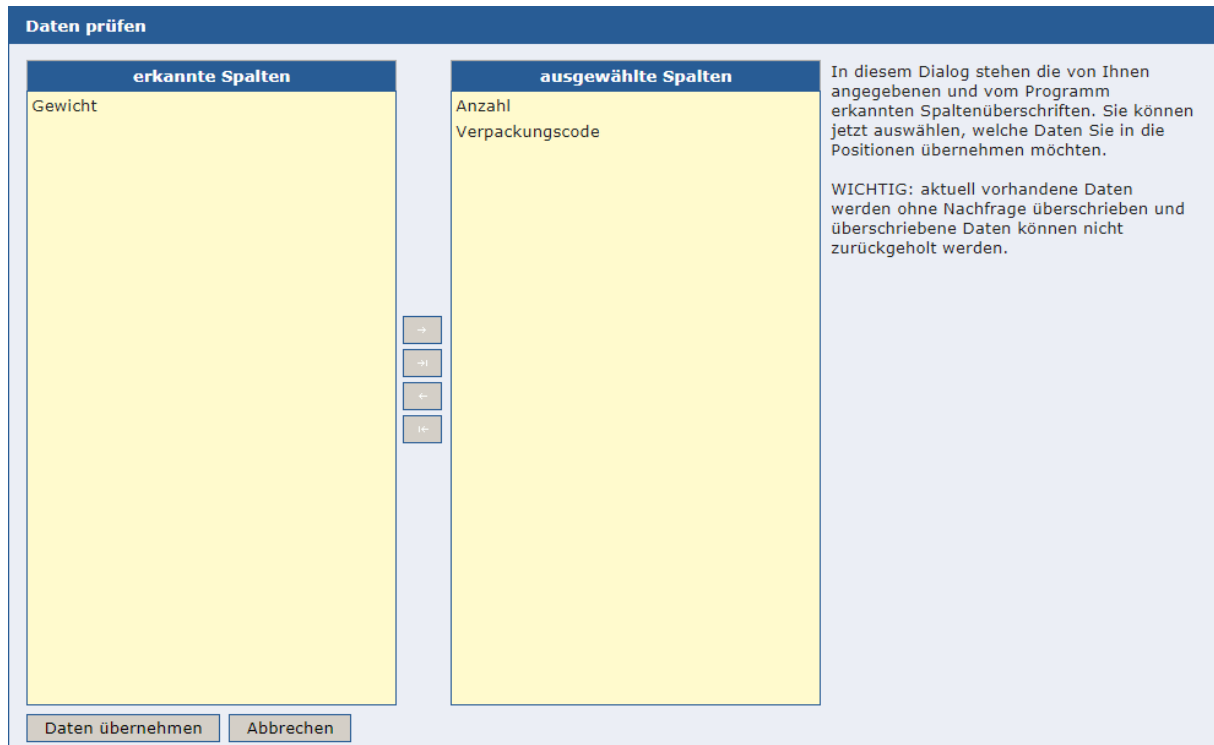 Daten prüfen
erkannte Spalten
Gewicht
→
→I
←
I←
ausgewählte Spalten
Anzahl
Verpackungscode
In diesem Dialog stehen die von Ihnen
angegebenen und vom Programm
erkannten Spaltenüberschriften. Sie können
jetzt auswählen, welche Daten Sie in die
Positionen übernehmen möchten.
WICHTIG: aktuell vorhandene Daten
werden ohne Nachfrage überschrieben und
überschriebene Daten können nicht
zurückgeholt werden.
Daten übernehmen
Abbrechen